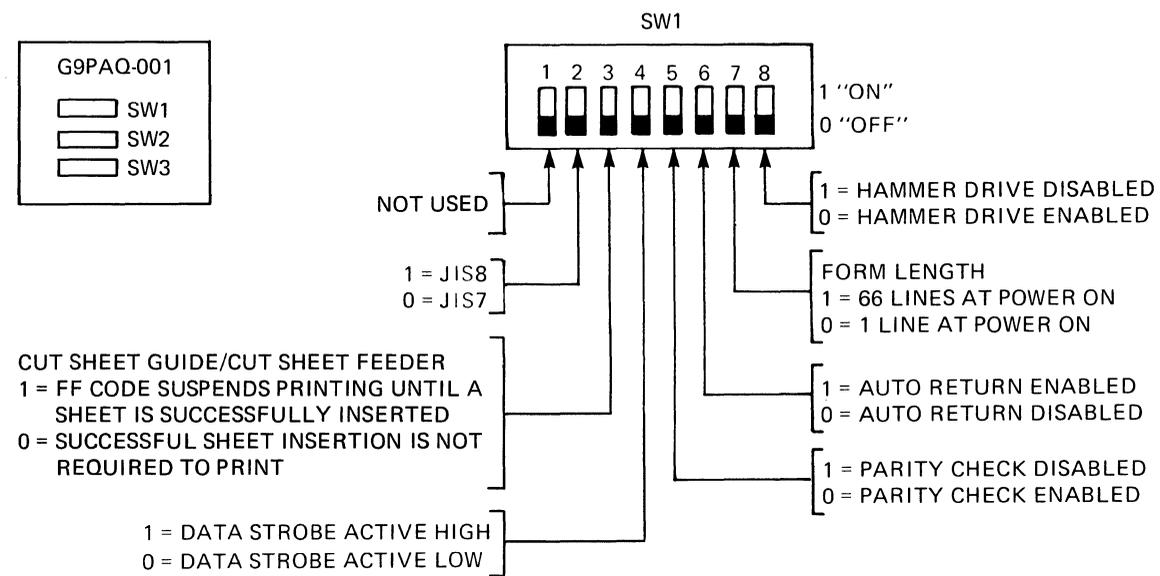 SW1
G9PAQ-001
SW1
SW2
SW3
1 2 3 4 5 6 7 8
1 "ON"
0 "OFF"
NOT USED
1 = JIS8
0 = JIS7
CUT SHEET GUIDE/CUT SHEET FEEDER
1 = FF CODE SUSPENDS PRINTING UNTIL A
SHEET IS SUCCESSFULLY INSERTED
0 = SUCCESSFUL SHEET INSERTION IS NOT
REQUIRED TO PRINT
1 = DATA STROBE ACTIVE HIGH
0 = DATA STROBE ACTIVE LOW
1 = HAMMER DRIVE DISABLED
0 = HAMMER DRIVE ENABLED
FORM LENGTH
1 = 66 LINES AT POWER ON
0 = 1 LINE AT POWER ON
1 = AUTO RETURN ENABLED
0 = AUTO RETURN DISABLED
1 = PARITY CHECK DISABLED
0 = PARITY CHECK ENABLED